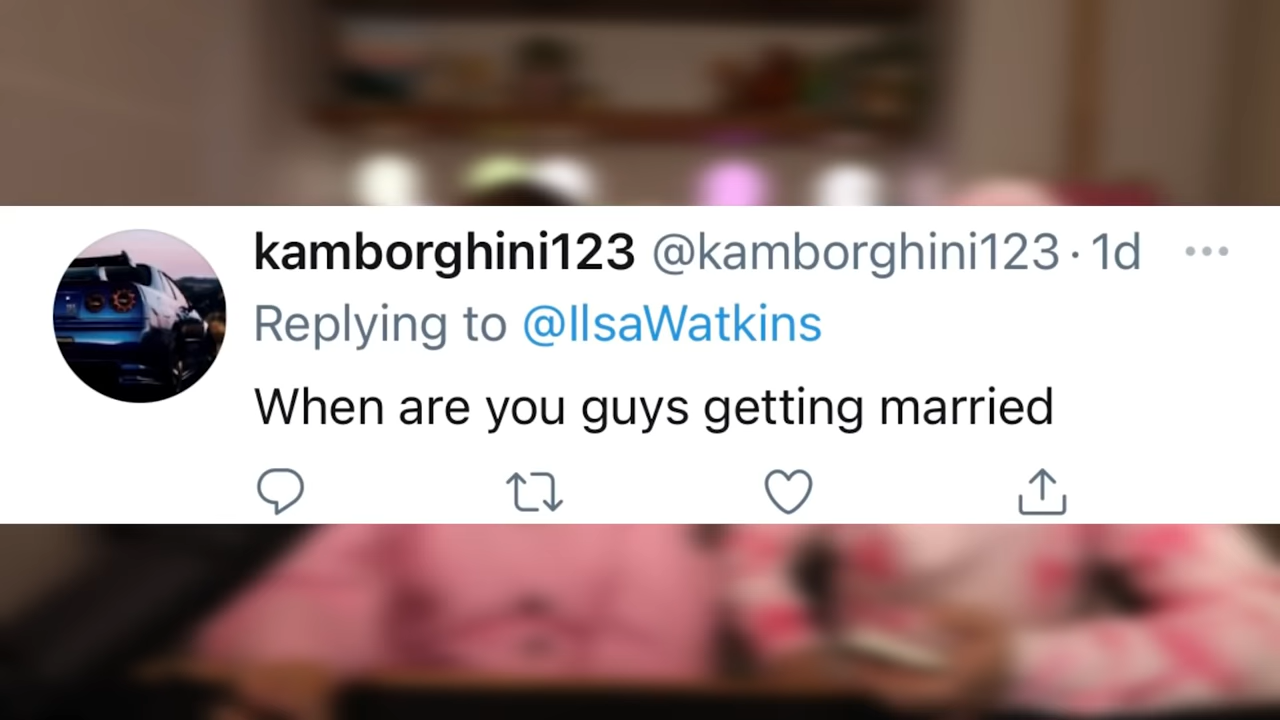 kamborghini123 @kamborghini123 · 1d
Replying to @IlsaWatkins
When are you guys getting married